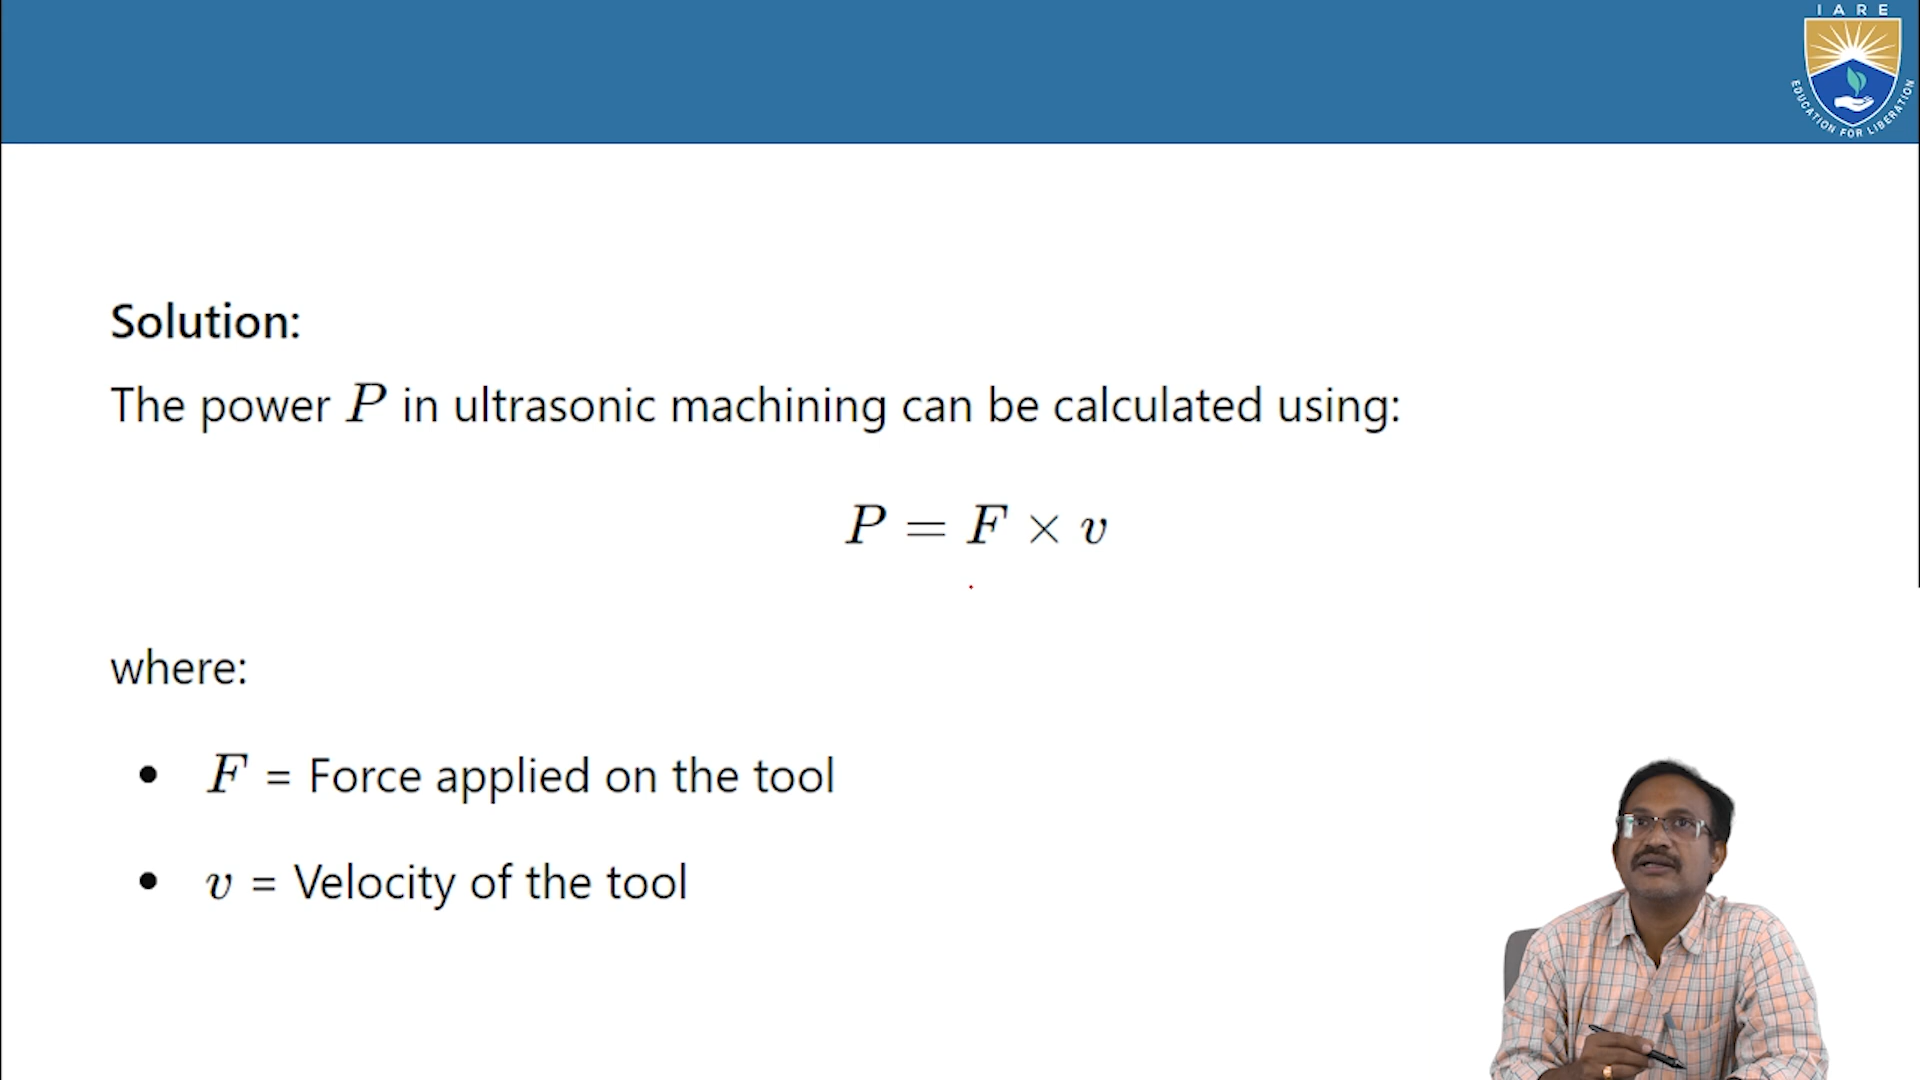 IARE
EDUCATION FOR LIBERATION
Solution:
The power P in ultrasonic machining can be calculated using:
P = F × v
where:
• F = Force applied on the tool
• v = Velocity of the tool